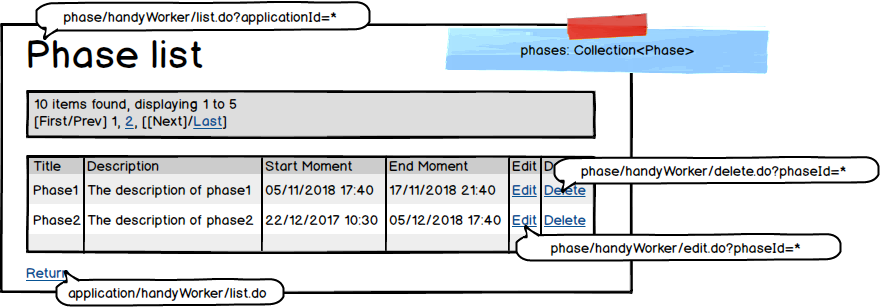 phase/handyWorker/list.do?applicationId=*
Phase list
phases: Collection<Phase>
10 items found, displaying 1 to 5
[First/Prev] 1, 2, [[Next]/Last]
Title Description Start Moment End Moment Edit D
phase/handyWorker/delete.do?phaseId=*
Phase1 The description of phase1 05/11/2018 17:40 17/11/2018 21:40 Edit Delete
Phase2 The description of phase2 22/12/2017 10:30 05/12/2018 17:40 Edit Delete
phase/handyWorker/edit.do?phaseId=*
Return
application/handyWorker/list.do